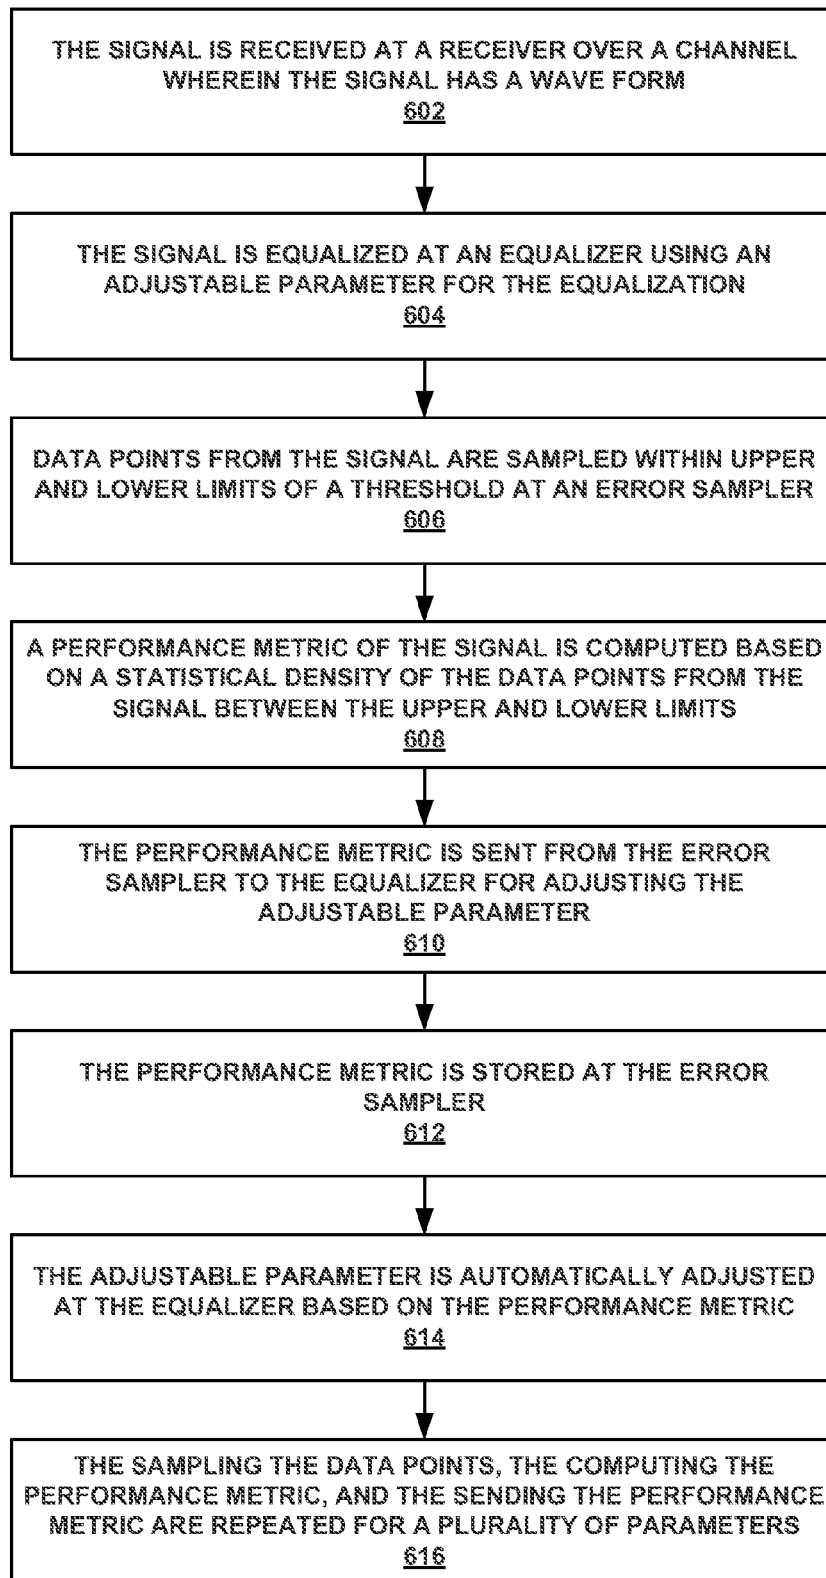 THE SIGNAL IS RECEIVED AT A RECEIVER OVER A CHANNEL
WHEREIN THE SIGNAL HAS A WAVE FORM
602
THE SIGNAL IS EQUALIZED AT AN EQUALIZER USING AN
ADJUSTABLE PARAMETER FOR THE EQUALIZATION
604
DATA POINTS FROM THE SIGNAL ARE SAMPLED WITHIN UPPER
AND LOWER LIMITS OF A THRESHOLD AT AN ERROR SAMPLER
606
A PERFORMANCE METRIC OF THE SIGNAL IS COMPUTED BASED
ON A STATISTICAL DENSITY OF THE DATA POINTS FROM THE
SIGNAL BETWEEN THE UPPER AND LOWER LIMITS
608
THE PERFORMANCE METRIC IS SENT FROM THE ERROR
SAMPLER TO THE EQUALIZER FOR ADJUSTING THE
ADJUSTABLE PARAMETER
610
THE PERFORMANCE METRIC IS STORED AT THE ERROR
SAMPLER
612
THE ADJUSTABLE PARAMETER IS AUTOMATICALLY ADJUSTED
AT THE EQUALIZER BASED ON THE PERFORMANCE METRIC
614
THE SAMPLING THE DATA POINTS, THE COMPUTING THE
PERFORMANCE METRIC, AND THE SENDING THE PERFORMANCE
METRIC ARE REPEATED FOR A PLURALITY OF PARAMETERS
616